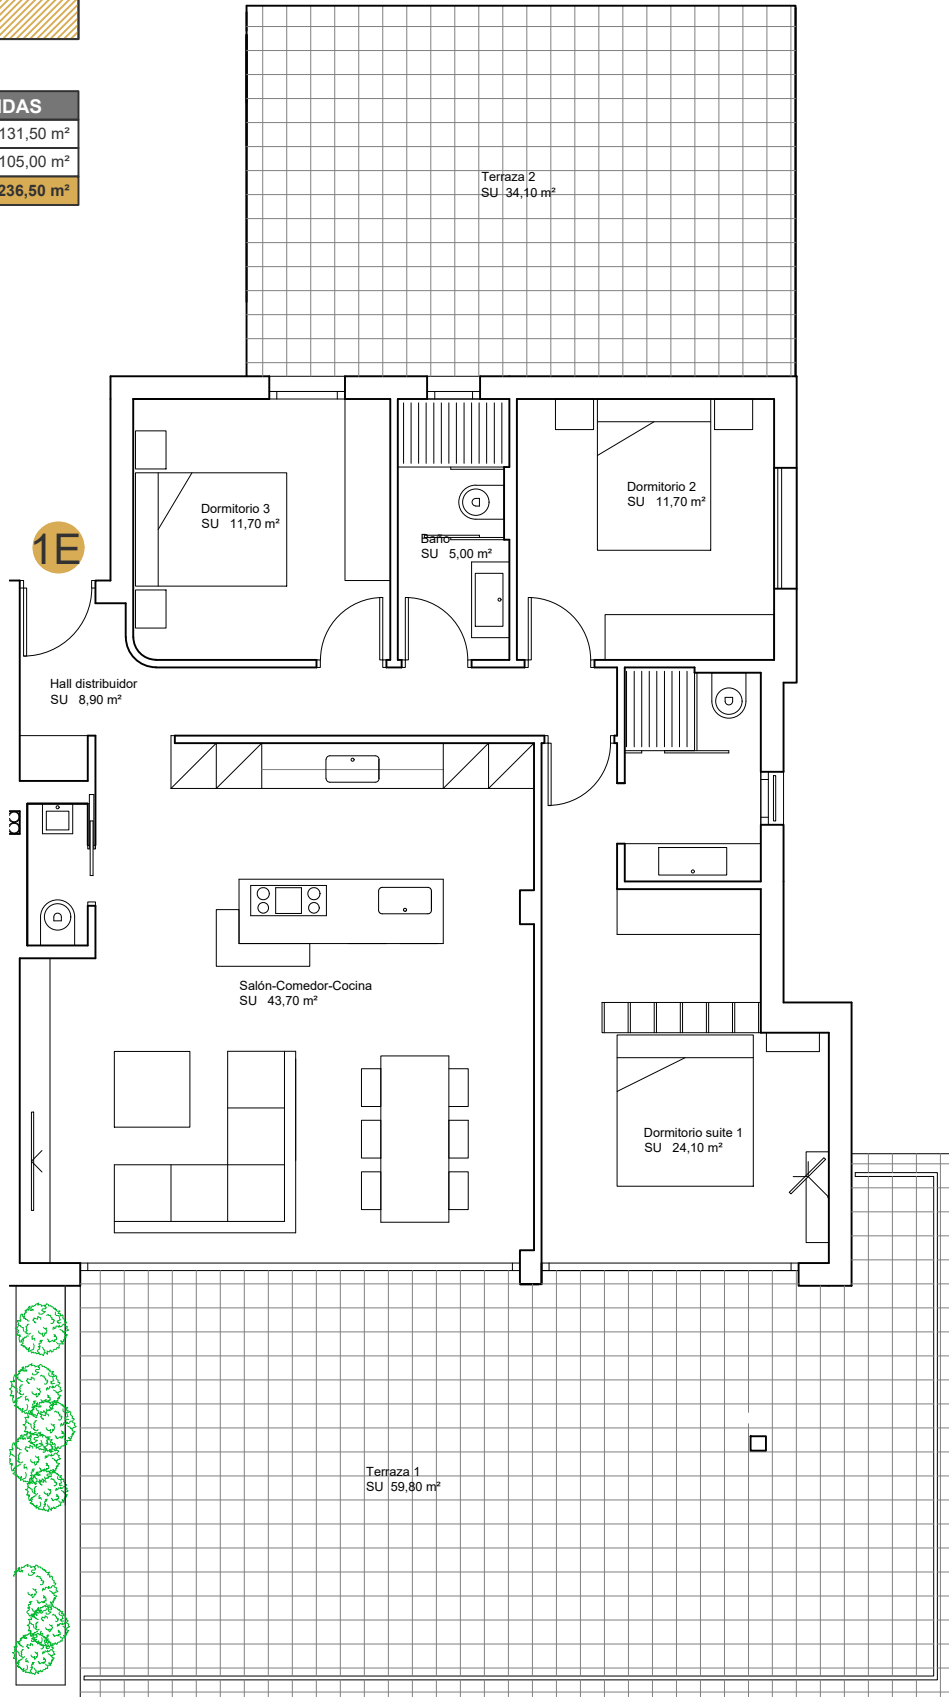 131,50 m²
105,00 m²
236,50 m²
Terraza 2
SU 34,10 m²
Dormitorio 3
SU 11,70 m²
Dormitorio 2
SU 11,70 m²
1E
Baño
SU 5,00 m²
Hall distribuidor
SU 8,90 m²
Salón-Comedor-Cocina
SU 43,70 m²
Dormitorio suite 1
SU 24,10 m²
Terraza 1
SU 59,80 m²